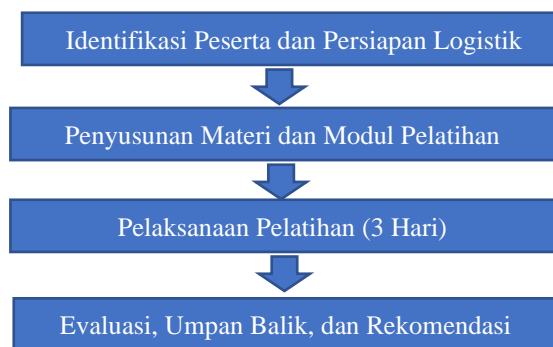 Identifikasi Peserta dan Persiapan Logistik
Penyusunan Materi dan Modul Pelatihan
Pelaksanaan Pelatihan (3 Hari)
Evaluasi, Umpan Balik, dan Rekomendasi